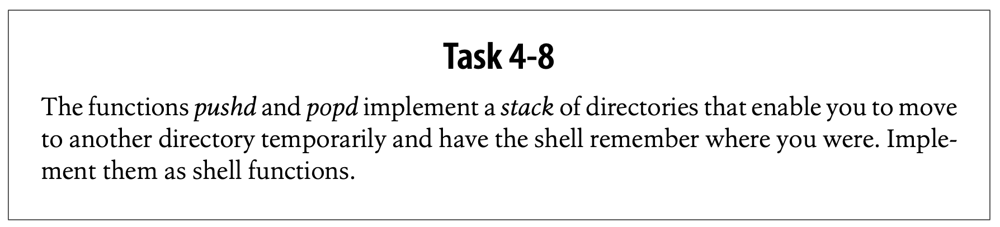 Task 4-8
The functions pushd and popd implement a stack of directories that enable you to move
to another directory temporarily and have the shell remember where you were. Imple-
ment them as shell functions.